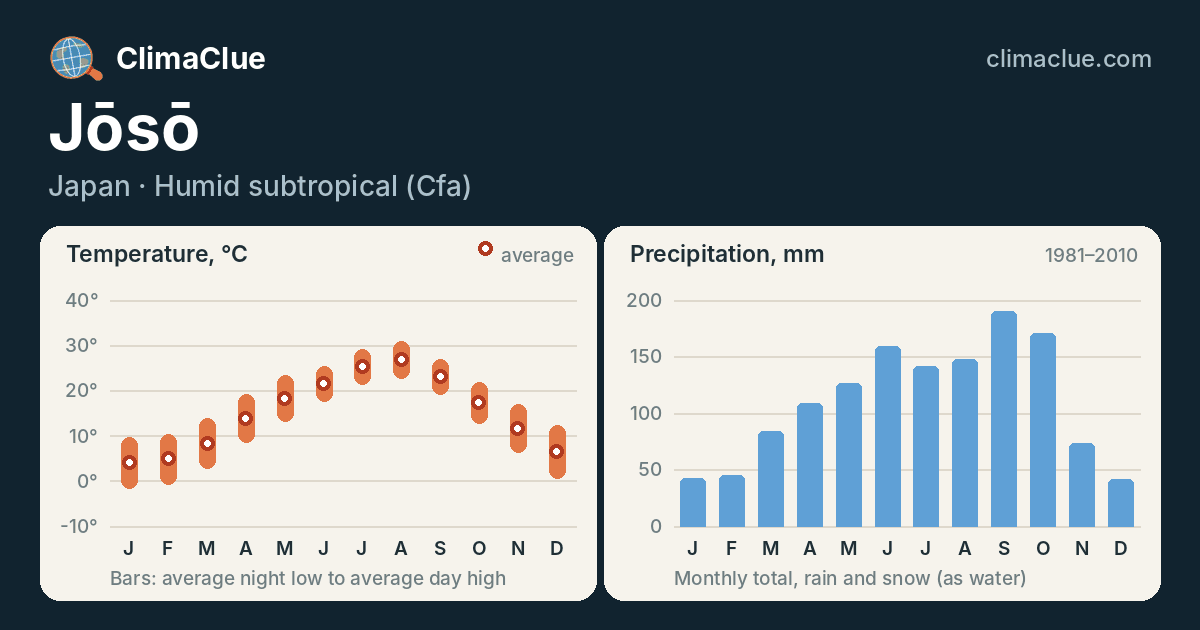 ClimaClue
climaclue.com
Jōsō
Japan · Humid subtropical (Cfa)
Temperature, °C
average
40°
30°
20°
10°
0°
-10°
J F M A M J J A S O N D
Bars: average night low to average day high
Precipitation, mm
1981–2010
200
150
100
50
0
J F M A M J J A S O N D
Monthly total, rain and snow (as water)